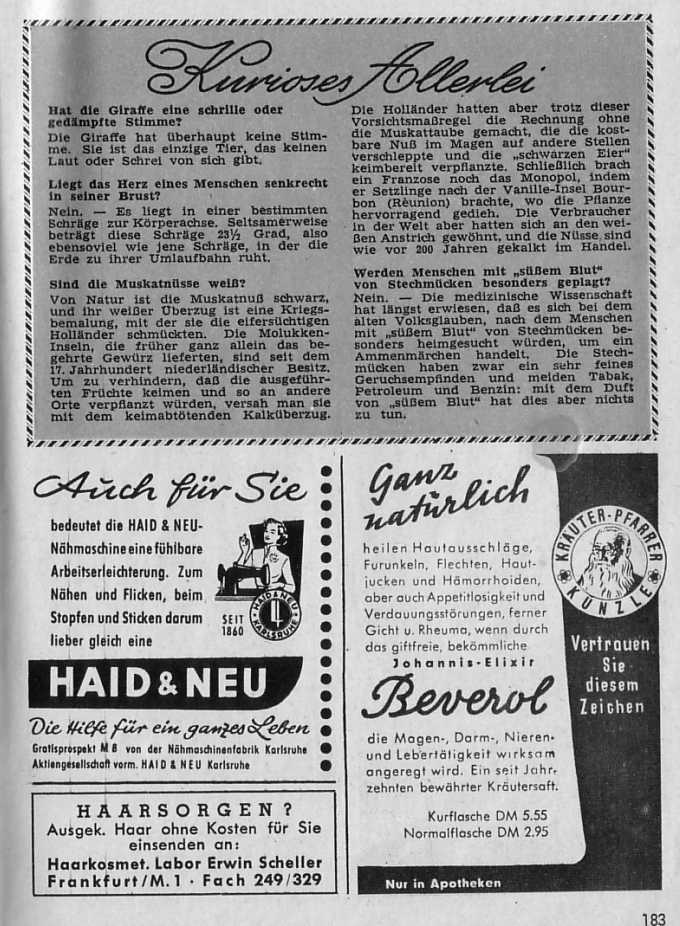 Kurioses Allerlei
Hat die Giraffe eine schrille oder
gedämpfte Stimme?
Die Giraffe hat überhaupt keine Stim-
me. Sie ist das einzige Tier, das keinen
Laut oder Schrei von sich gibt.
Liegt das Herz eines Menschen senkrecht
in seiner Brust?
Nein. — Es liegt in einer bestimmten
Schräge zur Körperachse. Seltsamerweise
beträgt diese Schräge 23½ Grad, also
ebensoviel wie jene Schräge, in der die
Erde zu ihrer Umlaufbahn ruht.
Sind die Muskatnüsse weiß?
Von Natur ist die Muskatnuß schwarz,
und ihr weißer Überzug ist eine Kriegs-
bemalung, mit der sie die eifersüchtigen
Holländer schmückten. Die Molukken-
Inseln, die früher ganz allein das be-
gehrte Gewürz lieferten, sind seit dem
17. Jahrhundert niederländischer Besitz.
Um zu verhindern, daß die ausgeführ-
ten Früchte keimen und so an andere
Orte verpflanzt würden, versah man sie
mit dem keimabtötenden Kalküberzug.
Die Holländer hatten aber trotz dieser
Vorsichtsmaßregel die Rechnung ohne
die Muskattaube gemacht, die die kost-
bare Nuß im Magen auf andere Stellen
verschleppte und die „schwarzen Eier“
keimbereit verpflanzte. Schließlich brach
ein Franzose noch das Monopol, indem
er Setzlinge nach der Vanille-Insel Bour-
bon (Rèunion) brachte, wo die Pflanze
hervorragend gedieh. Die Verbraucher
in der Welt aber hatten sich an den wei-
ßen Anstrich gewöhnt, und die Nüsse sind
wie vor 200 Jahren gekalkt im Handel.
Werden Menschen mit „süßem Blut“
von Stechmücken besonders geplagt?
Nein. — Die medizinische Wissenschaft
hat längst erwiesen, daß es sich bei dem
alten Volksglauben, nach dem Menschen
mit „süßem Blut“ von Stechmücken be-
sonders heimgesucht würden, um ein
Ammenmärchen handelt. Die Stech-
mücken haben zwar ein sehr feines
Geruchsempfinden und meiden Tabak,
Petroleum und Benzin: mit dem Duft
von „süßem Blut“ hat dies aber nichts
zu tun.
Auch für Sie
bedeutet die HAID & NEU-
Nähmaschine eine fühlbare
Arbeitserleichterung. Zum
Nähen und Flicken, beim
Stopfen und Sticken darum
lieber gleich eine
SEIT
1860
HAID & NEU
KARLSRUHE
HAID & NEU
Die Hilfe für ein ganzes Leben
Gratisprospekt M 8 von der Nähmaschinenfabrik Karlsruhe
Aktiengesellschaft vorm. HAID & NEU Karlsruhe
HAARSORGEN?
Ausgek. Haar ohne Kosten für Sie
einsenden an:
Haarkosmet. Labor Erwin Scheller
Frankfurt/M. 1 · Fach 249/329
Ganz
natürlich
heilen Hautausschläge,
Furunkeln, Flechten, Haut-
jucken und Hämorrhoiden,
aber auch Appetitlosigkeit und
Verdauungsstörungen, ferner
Gicht u. Rheuma, wenn durch
das giftfreie, bekömmliche
Johannis-Elixir
Beverol
die Magen-, Darm-, Nieren-
und Lebertätigkeit wirksam
angeregt wird. Ein seit Jahr-
zehnten bewährter Kräutersaft.
Kurflasche DM 5.55
Normalflasche DM 2.95
Nur in Apotheken
KRÄUTER-PFARRER
KÜNZLE
Vertrauen
Sie
diesem
Zeichen
183